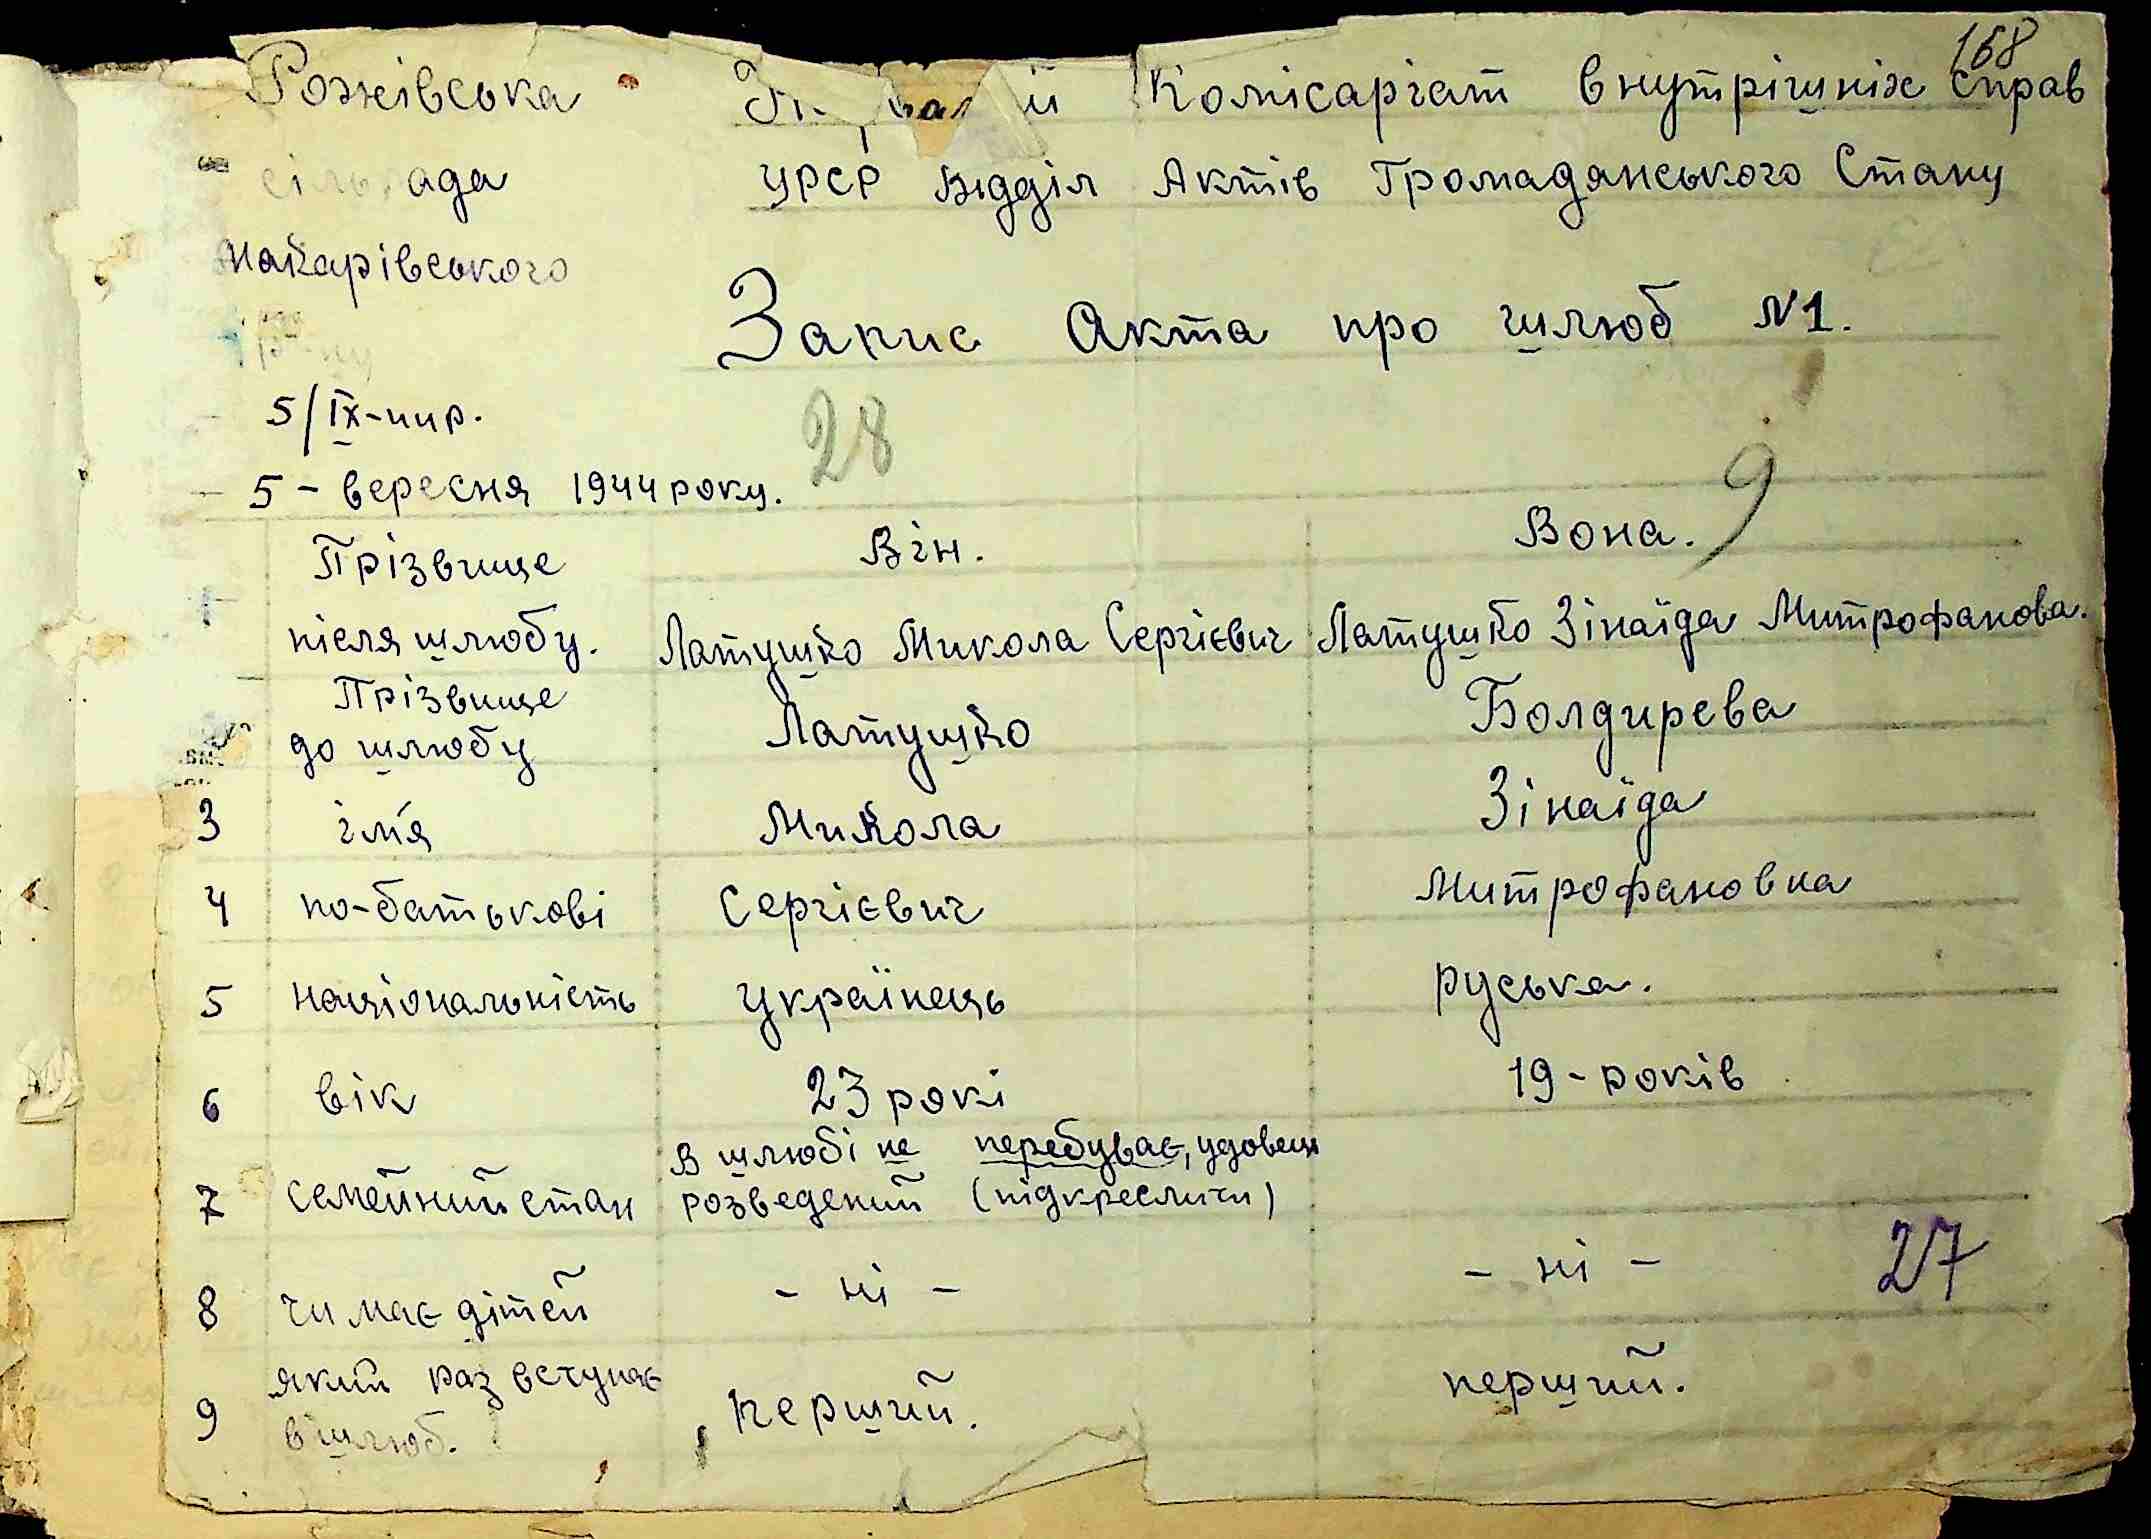 168
Рожівська
сільрада
Макарівського
р-ну
Комісаріат внутрішніх справ
УРСР Відділ Актів Громадянського Стану
Запис Акта про шлюб №1.
5/ІХ-
28
5 - вересня 1944 року.
9
Прізвище
після шлюбу.
Він.
Вона.
Латушко Микола Сергієвич
Латушко Зінаїда Митрофанова.
Прізвище
до шлюбу
Латушко
Болдирева
3 ім'я Микола Зінаїда
4 по-батькові Сергієвич Митрофановна
5 національність українець руська.
6 вік 23 рокі 19 - років
7 семейний стан
В шлюбі не перебуває, удовець
розведений (підкреслити)
8 чи має дітей - ні - - ні -
27
9 який раз вступає
в шлюб.
перший. перший.